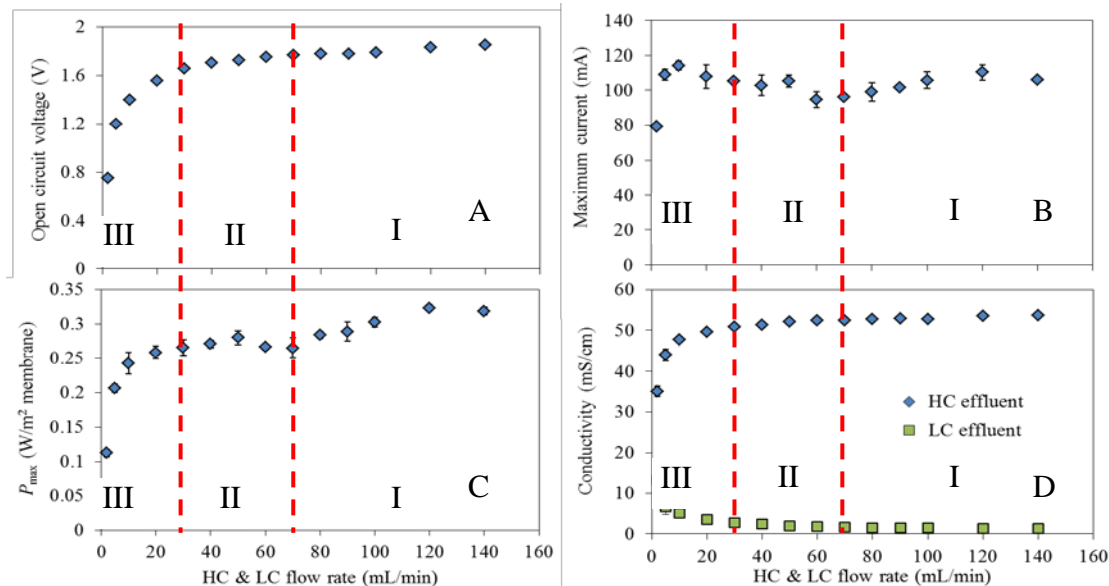 Open circuit voltage (V)
2
1.6
1.2
0.8
0.4
0
III
II
I
A
Maximum current (mA)
140
120
100
80
60
40
20
0
III
II
I
B
Pmax (W/m² membrane)
0.35
0.3
0.25
0.2
0.15
0.1
0.05
0
III
II
I
C
0 20 40 60 80 100 120 140 160
HC & LC flow rate (mL/min)
Conductivity (mS/cm)
60
50
40
30
20
10
0
HC effluent
LC effluent
III
II
I
D
0 20 40 60 80 100 120 140 160
HC & LC flow rate (mL/min)